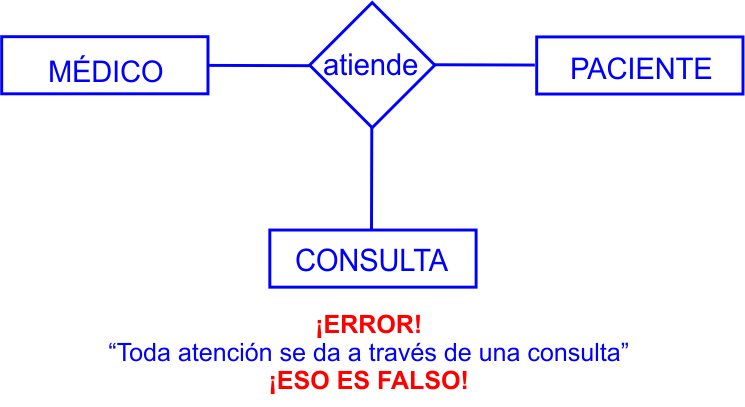 MÉDICO
atiende
PACIENTE
CONSULTA
¡ERROR!
“Toda atención se da a través de una consulta”
¡ESO ES FALSO!